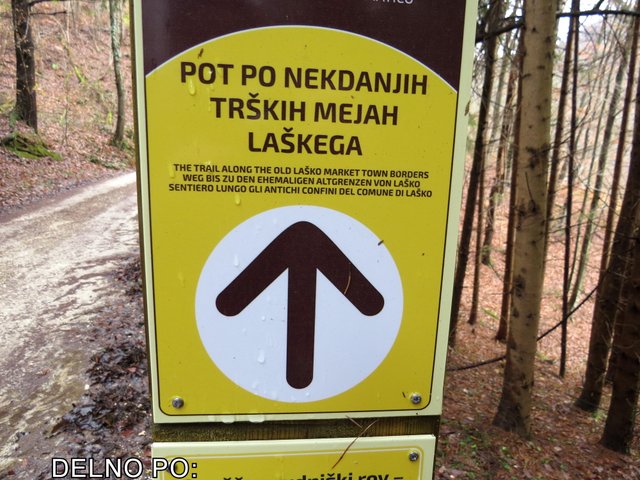 POT PO NEKDANJIH
TRŠKIH MEJAH
LAŠKEGA
THE TRAIL ALONG THE OLD LAŠKO MARKET TOWN BORDERS
WEG BIS ZU DEN EHEMALIGEN ALTGRENZEN VON LAŠKO
SENTIERO LUNGO GLI ANTICHI CONFINI DEL COMUNE DI LAŠKO
DELNO PO:
rov –